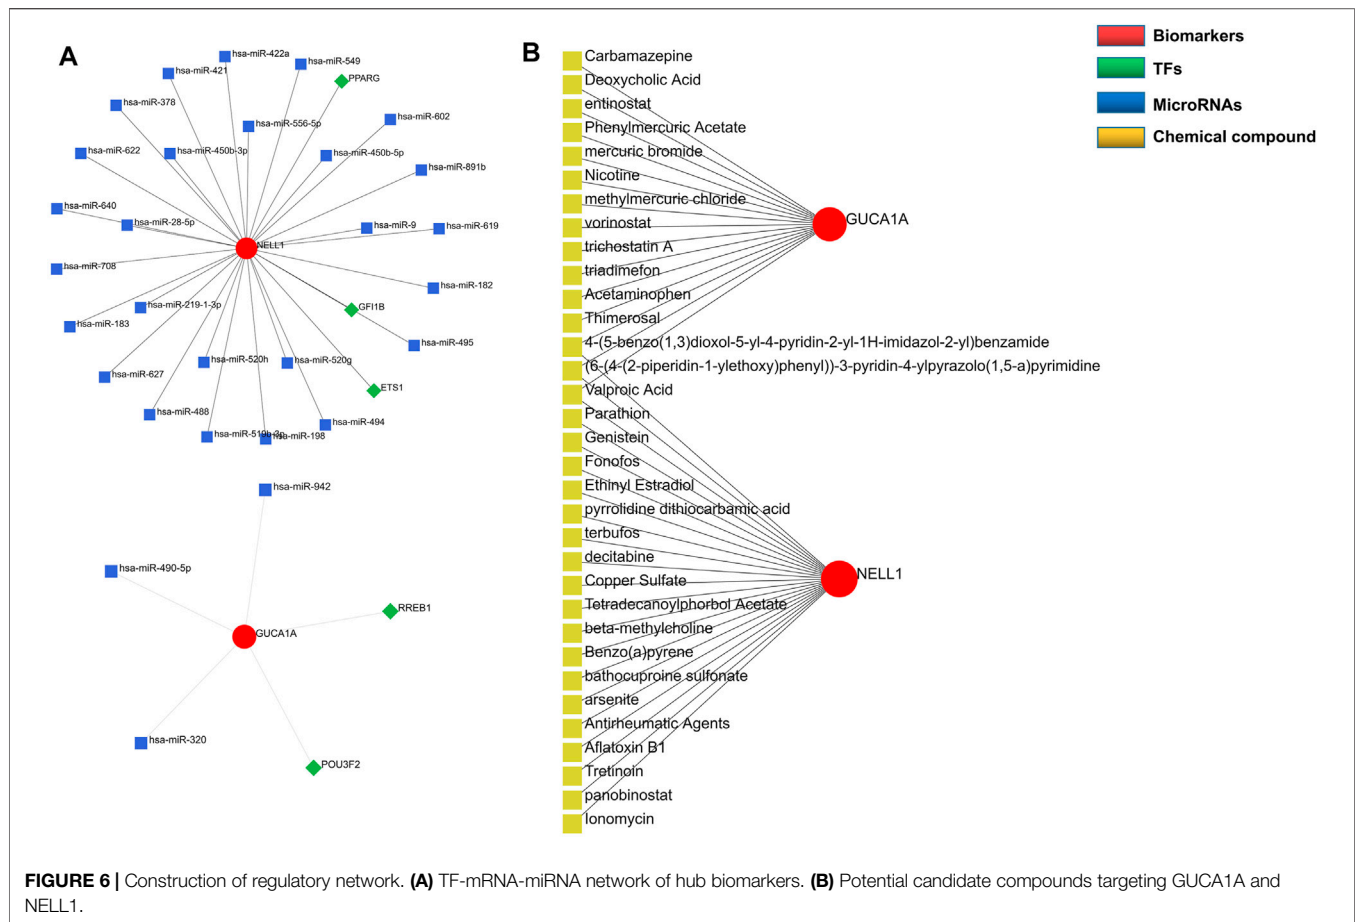 A
hsa-miR-422a
hsa-miR-549
hsa-miR-421
PPARG
hsa-miR-378
hsa-miR-602
hsa-miR-556-5p
hsa-miR-622
hsa-miR-450b-3p
hsa-miR-450b-5p
hsa-miR-891b
hsa-miR-640
hsa-miR-28-5p
hsa-miR-9
hsa-miR-619
NELL1
hsa-miR-708
hsa-miR-182
hsa-miR-219-1-3p
GFI1B
hsa-miR-183
hsa-miR-495
hsa-miR-520h
hsa-miR-520g
hsa-miR-627
ETS1
hsa-miR-488
hsa-miR-494
hsa-miR-519b-3p
hsa-miR-198
hsa-miR-942
hsa-miR-490-5p
RREB1
GUCA1A
hsa-miR-320
POU3F2
B
Carbamazepine
Deoxycholic Acid
entinostat
Phenylmercuric Acetate
mercuric bromide
Nicotine
methylmercuric chloride
vorinostat
trichostatin A
triadimefon
Acetaminophen
Thimerosal
4-(5-benzo(1,3)dioxol-5-yl-4-pyridin-2-yl-1H-imidazol-2-yl)benzamide
(6-(4-(2-piperidin-1-ylethoxy)phenyl))-3-pyridin-4-ylpyrazolo(1,5-a)pyrimidine
Valproic Acid
Parathion
Genistein
Fonofos
Ethinyl Estradiol
pyrrolidine dithiocarbamic acid
terbufos
decitabine
Copper Sulfate
Tetradecanoylphorbol Acetate
beta-methylcholine
Benzo(a)pyrene
bathocuproine sulfonate
arsenite
Antirheumatic Agents
Aflatoxin B1
Tretinoin
panobinostat
Ionomycin
GUCA1A
NELL1
Biomarkers
TFs
MicroRNAs
Chemical compound
FIGURE 6 | Construction of regulatory network. (A) TF-mRNA-miRNA network of hub biomarkers. (B) Potential candidate compounds targeting GUCA1A and
NELL1.